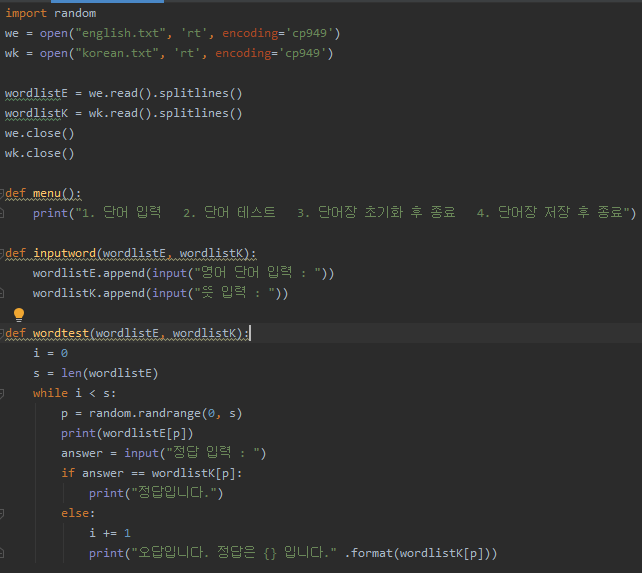 import random
we = open("english.txt", 'rt', encoding='cp949')
wk = open("korean.txt", 'rt', encoding='cp949')
wordlistE = we.read().splitlines()
wordlistK = wk.read().splitlines()
we.close()
wk.close()
def menu():
print("1. 단어 입력   2. 단어 테스트   3. 단어장 초기화 후 종료   4. 단어장 저장 후 종료")
def inputword(wordlistE, wordlistK):
wordlistE.append(input("영어 단어 입력 : "))
wordlistK.append(input("뜻 입력 : "))
def wordtest(wordlistE, wordlistK):
i = 0
s = len(wordlistE)
while i < s:
p = random.randrange(0, s)
print(wordlistE[p])
answer = input("정답 입력 : ")
if answer == wordlistK[p]:
print("정답입니다.")
else:
i += 1
print("오답입니다. 정답은 {} 입니다." .format(wordlistK[p]))